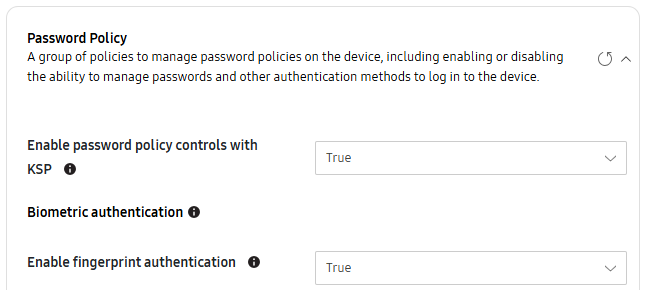 Password Policy
A group of policies to manage password policies on the device, including enabling or disabling
the ability to manage passwords and other authentication methods to log in to the device.
Enable password policy controls with
KSP
True
Biometric authentication
Enable fingerprint authentication
True